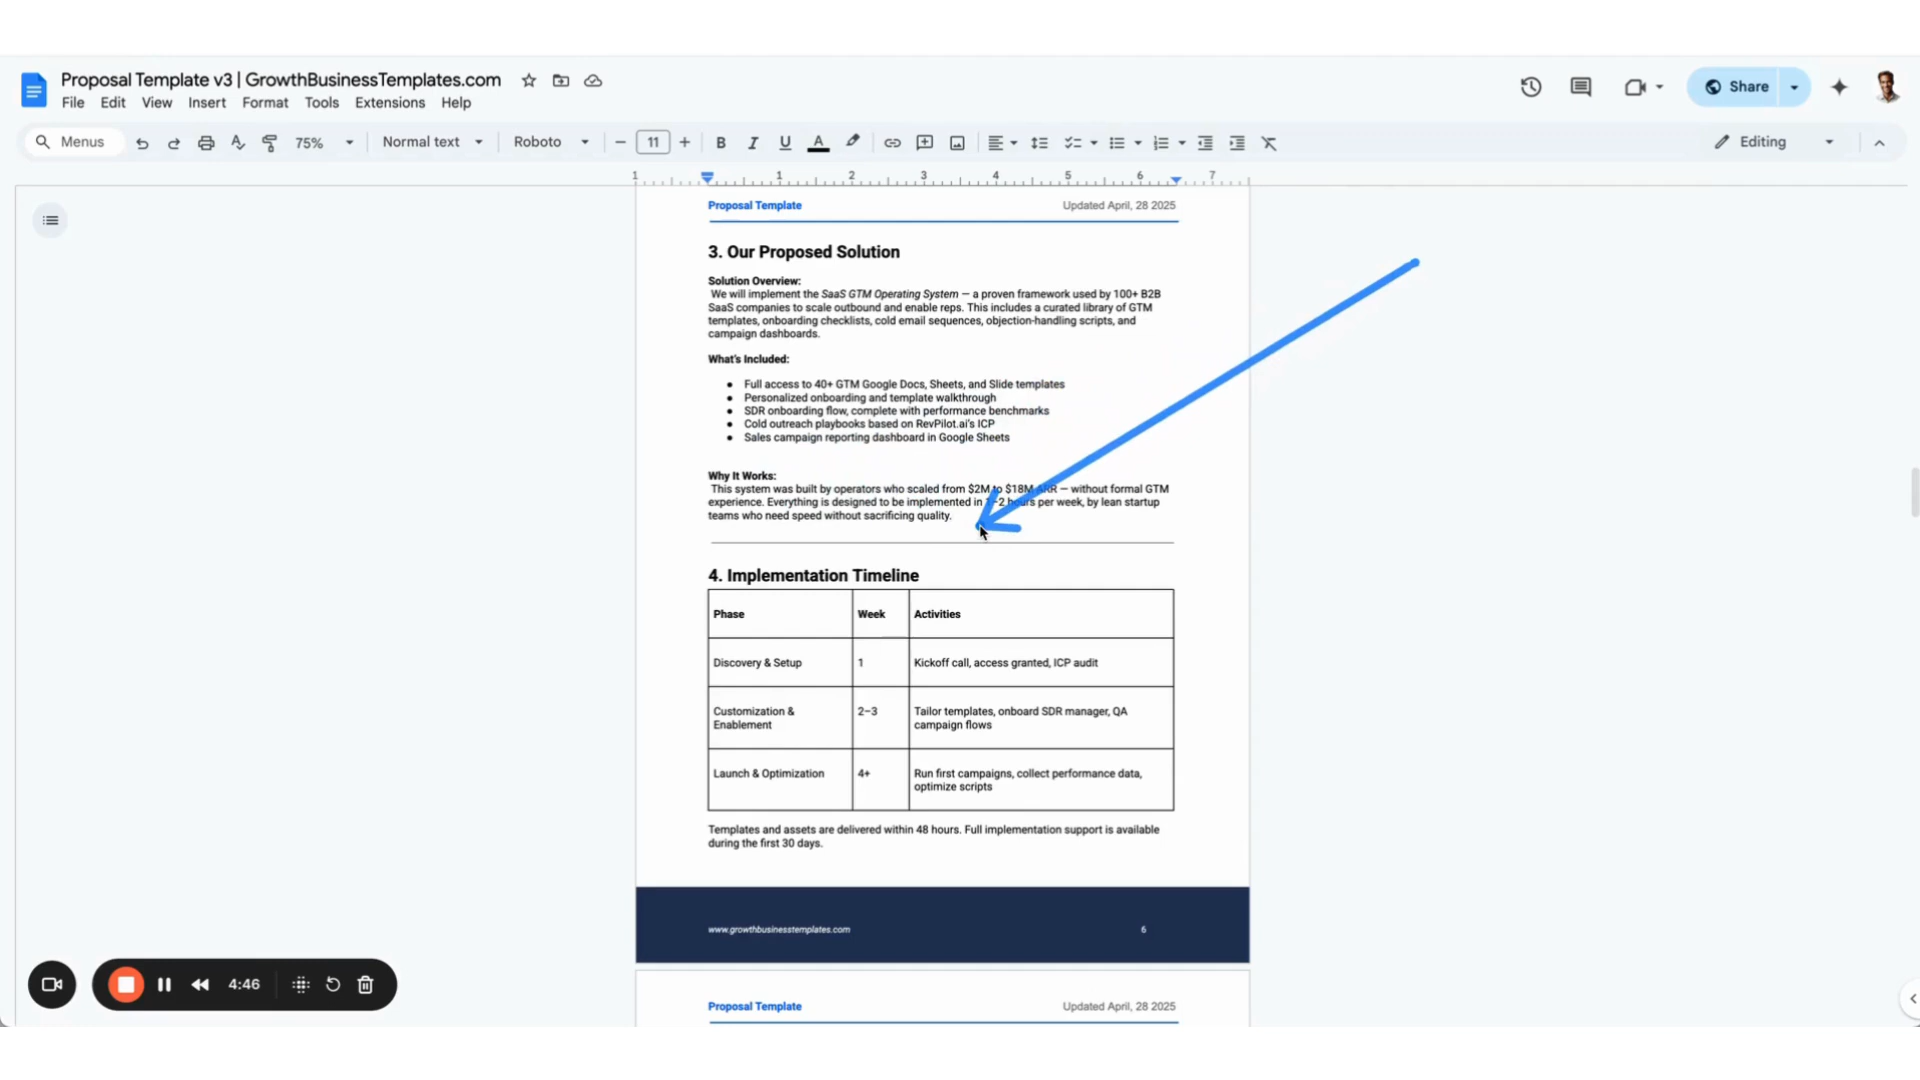 Proposal Template v3 | GrowthBusinessTemplates.com
File Edit View Insert Format Tools Extensions Help
Share
Menus 75% Normal text Roboto 11 B I U A Editing
1 1 2 3 4 5 6 7
Proposal Template Updated April, 28 2025
3. Our Proposed Solution
Solution Overview:
We will implement the SaaS GTM Operating System — a proven framework used by 100+ B2B
SaaS companies to scale outbound and enable reps. This includes a curated library of GTM
templates, onboarding checklists, cold email sequences, objection-handling scripts, and
campaign dashboards.
What's Included:
● Full access to 40+ GTM Google Docs, Sheets, and Slide templates
● Personalized onboarding and template walkthrough
● SDR onboarding flow, complete with performance benchmarks
● Cold outreach playbooks based on RevPilot.ai's ICP
● Sales campaign reporting dashboard in Google Sheets
Why It Works:
This system was built by operators who scaled from $2M to $18M ARR — without formal GTM
experience. Everything is designed to be implemented in –2 hours per week, by lean startup
teams who need speed without sacrificing quality.
4. Implementation Timeline
Phase Week Activities
Discovery & Setup 1 Kickoff call, access granted, ICP audit
Customization & 2–3 Tailor templates, onboard SDR manager, QA
Enablement campaign flows
Launch & Optimization 4+ Run first campaigns, collect performance data,
optimize scripts
Templates and assets are delivered within 48 hours. Full implementation support is available
during the first 30 days.
www.growthbusinesstemplates.com 6
4:46
Proposal Template Updated April, 28 2025